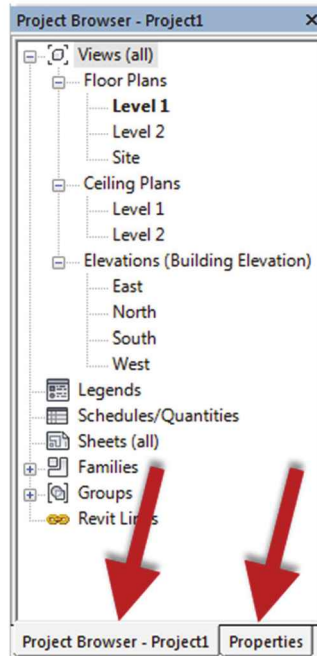 Project Browser - Project1
Views (all)
Floor Plans
Level 1
Level 2
Site
Ceiling Plans
Level 1
Level 2
Elevations (Building Elevation)
East
North
South
West
Legends
Schedules/Quantities
Sheets (all)
Families
Groups
Revit Links
Project Browser - Project1 Properties